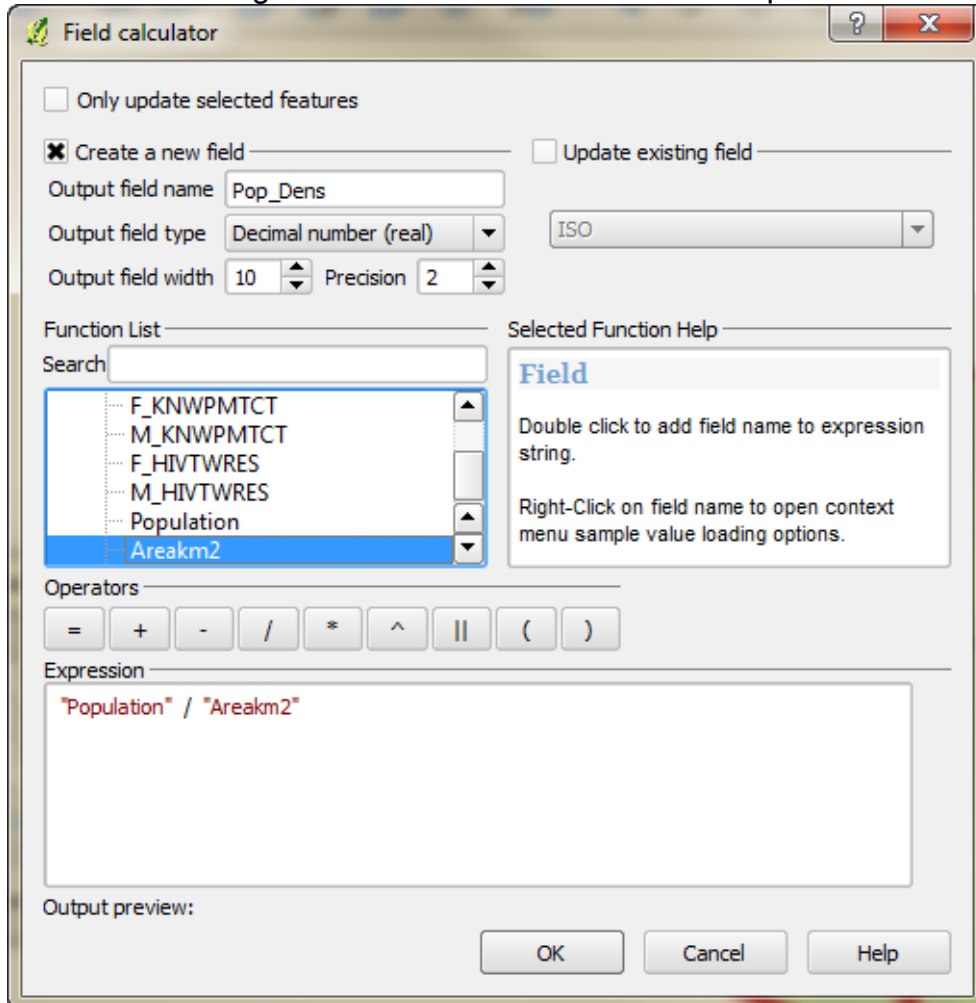 Field calculator
Only update selected features
Create a new field
Update existing field
Output field name Pop_Dens
Output field type Decimal number (real)
ISO
Output field width 10 Precision 2
Function List
Selected Function Help
Search
Field
F_KNWPMTCT
M_KNWPMTCT
F_HIVTWRES
M_HIVTWRES
Population
Areakm2
Double click to add field name to expression
string.
Right-Click on field name to open context
menu sample value loading options.
Operators
= + - / * ^ || ( )
Expression
"Population" / "Areakm2"
Output preview:
OK Cancel Help